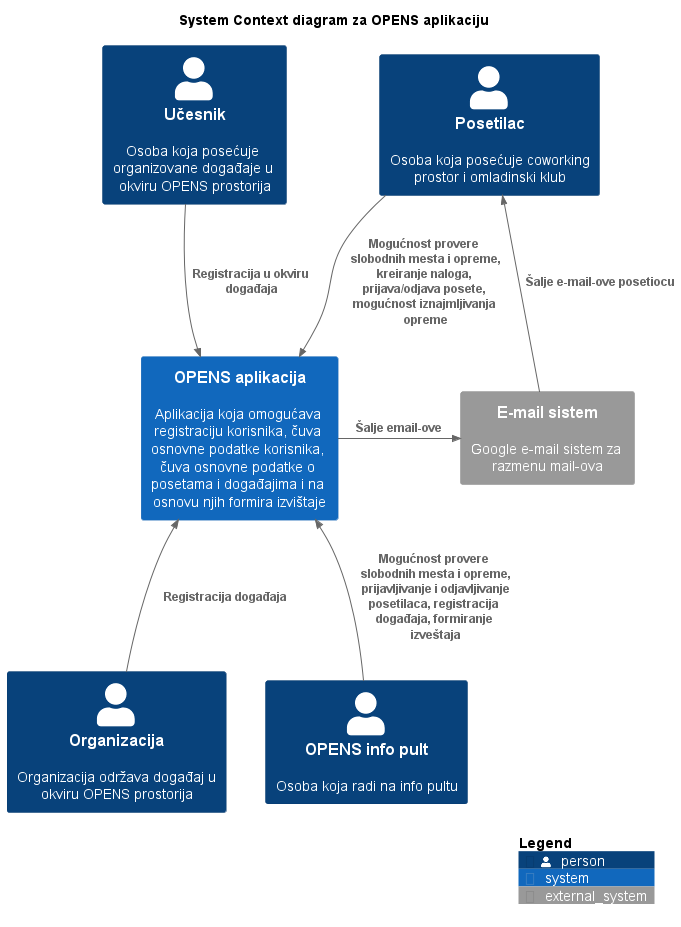 System Context diagram za OPENS aplikaciju
Učesnik
Osoba koja posećuje
organizovane događaje u
okviru OPENS prostorija
Posetilac
Osoba koja posećuje coworking
prostor i omladinski klub
Registracija u okviru
događaja
Mogućnost provere
slobodnih mesta i opreme,
kreiranje naloga,
prijava/odjava posete,
mogućnost iznajmljivanja
opreme
Šalje e-mail-ove posetiocu
OPENS aplikacija
Aplikacija koja omogućava
registraciju korisnika, čuva
osnovne podatke korisnika,
čuva osnovne podatke o
posetama i događajima i na
osnovu njih formira izvištaje
Šalje email-ove
E-mail sistem
Google e-mail sistem za
razmenu mail-ova
Registracija događaja
Mogućnost provere
slobodnih mesta i opreme,
prijavljivanje i odjavljivanje
posetilaca, registracija
događaja, formiranje
izveštaja
Organizacija
Organizacija održava događaj u
okviru OPENS prostorija
OPENS info pult
Osoba koja radi na info pultu
Legend
person
system
external_system